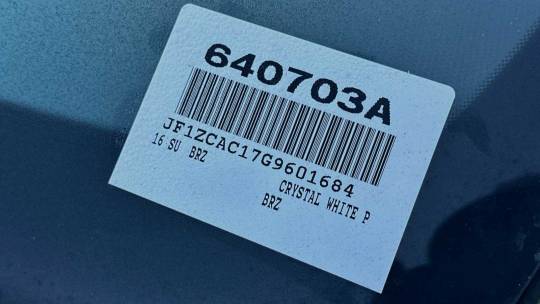 640703A
JF1ZCAC17G9601684
16 SU BRZ
CRYSTAL WHITE P
BRZ